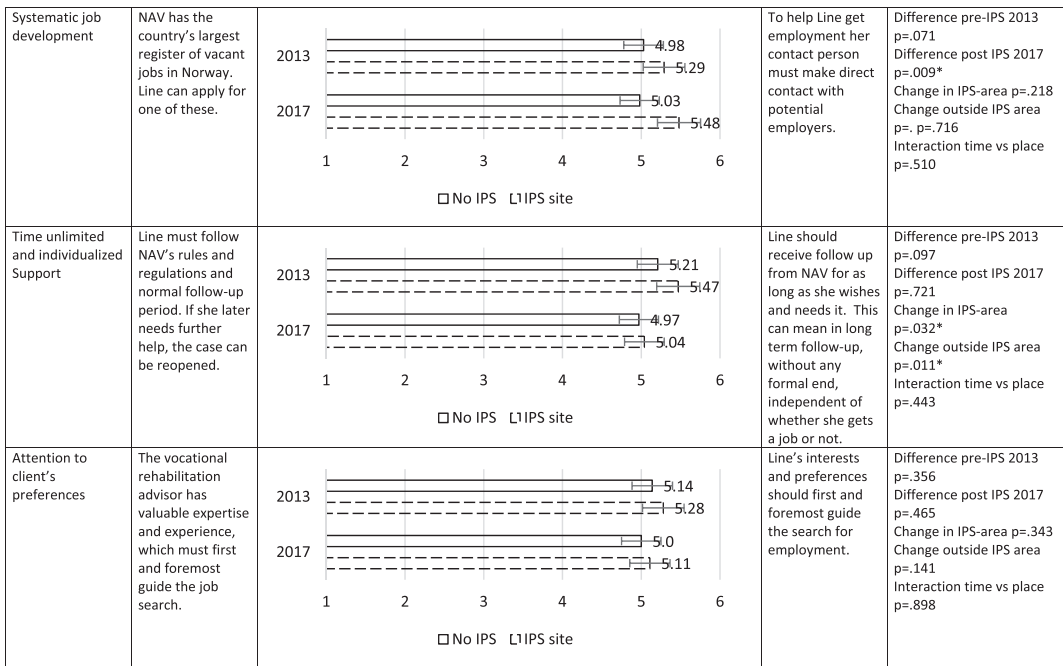 Systematic job
development
NAV has the
country's largest
register of vacant
jobs in Norway.
Line can apply for
one of these.
2013
4.98
5.29
2017
5.03
5.48
1 2 3 4 5 6
No IPS IPS site
To help Line get
employment her
contact person
must make direct
contact with
potential
employers.
Difference pre-IPS 2013
p=.071
Difference post IPS 2017
p=.009*
Change in IPS-area p=.218
Change outside IPS area
p=. p=.716
Interaction time vs place
p=.510
Time unlimited
and individualized
Support
Line must follow
NAV's rules and
regulations and
normal follow-up
period. If she later
needs further
help, the case can
be reopened.
2013
5.21
5.47
2017
4.97
5.04
1 2 3 4 5 6
No IPS IPS site
Line should
receive follow up
from NAV for as
long as she wishes
and needs it. This
can mean in long
term follow-up,
without any
formal end,
independent of
whether she gets
a job or not.
Difference pre-IPS 2013
p=.097
Difference post IPS 2017
p=.721
Change in IPS-area
p=.032*
Change outside IPS area
p=.011*
Interaction time vs place
p=.443
Attention to
client's
preferences
The vocational
rehabilitation
advisor has
valuable expertise
and experience,
which must first
and foremost
guide the job
search.
2013
5.14
5.28
2017
5.0
5.11
1 2 3 4 5 6
No IPS IPS site
Line's interests
and preferences
should first and
foremost guide
the search for
employment.
Difference pre-IPS 2013
p=.356
Difference post IPS 2017
p=.465
Change in IPS-area p=.343
Change outside IPS area
p=.141
Interaction time vs place
p=.898